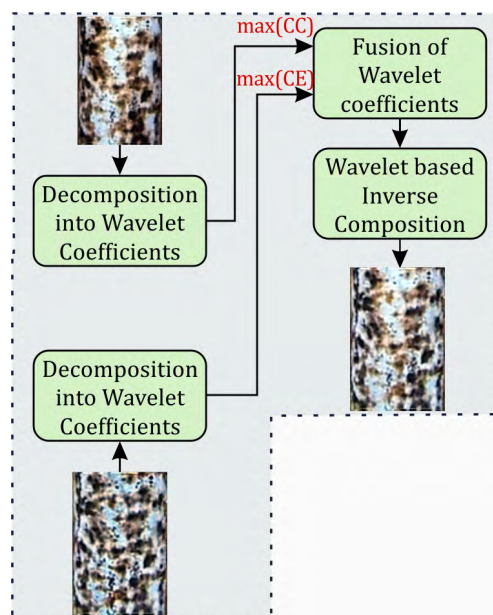 max(CC)
max(CE)
Fusion of
Wavelet
coefficients
Decomposition
into Wavelet
Coefficients
Wavelet based
Inverse
Composition
Decomposition
into Wavelet
Coefficients